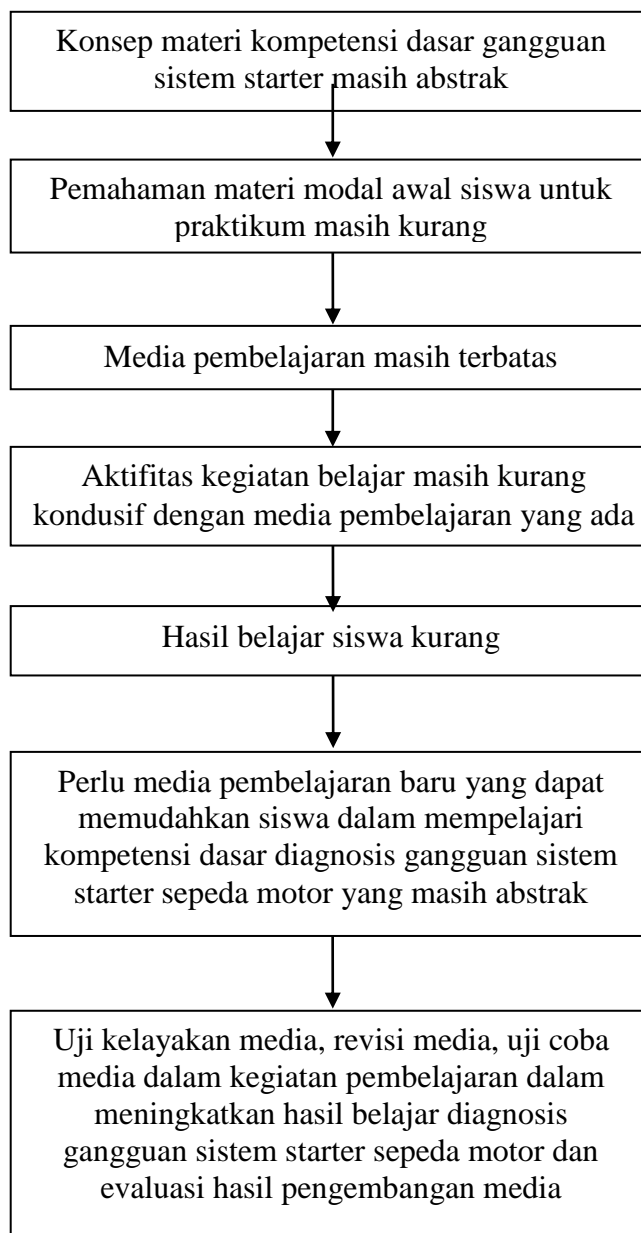 Konsep materi kompetensi dasar gangguan
sistem starter masih abstrak
Pemahaman materi modal awal siswa untuk
praktikum masih kurang
Media pembelajaran masih terbatas
Aktifitas kegiatan belajar masih kurang
kondusif dengan media pembelajaran yang ada
Hasil belajar siswa kurang
Perlu media pembelajaran baru yang dapat
memudahkan siswa dalam mempelajari
kompetensi dasar diagnosis gangguan sistem
starter sepeda motor yang masih abstrak
Uji kelayakan media, revisi media, uji coba
media dalam kegiatan pembelajaran dalam
meningkatkan hasil belajar diagnosis
gangguan sistem starter sepeda motor dan
evaluasi hasil pengembangan media